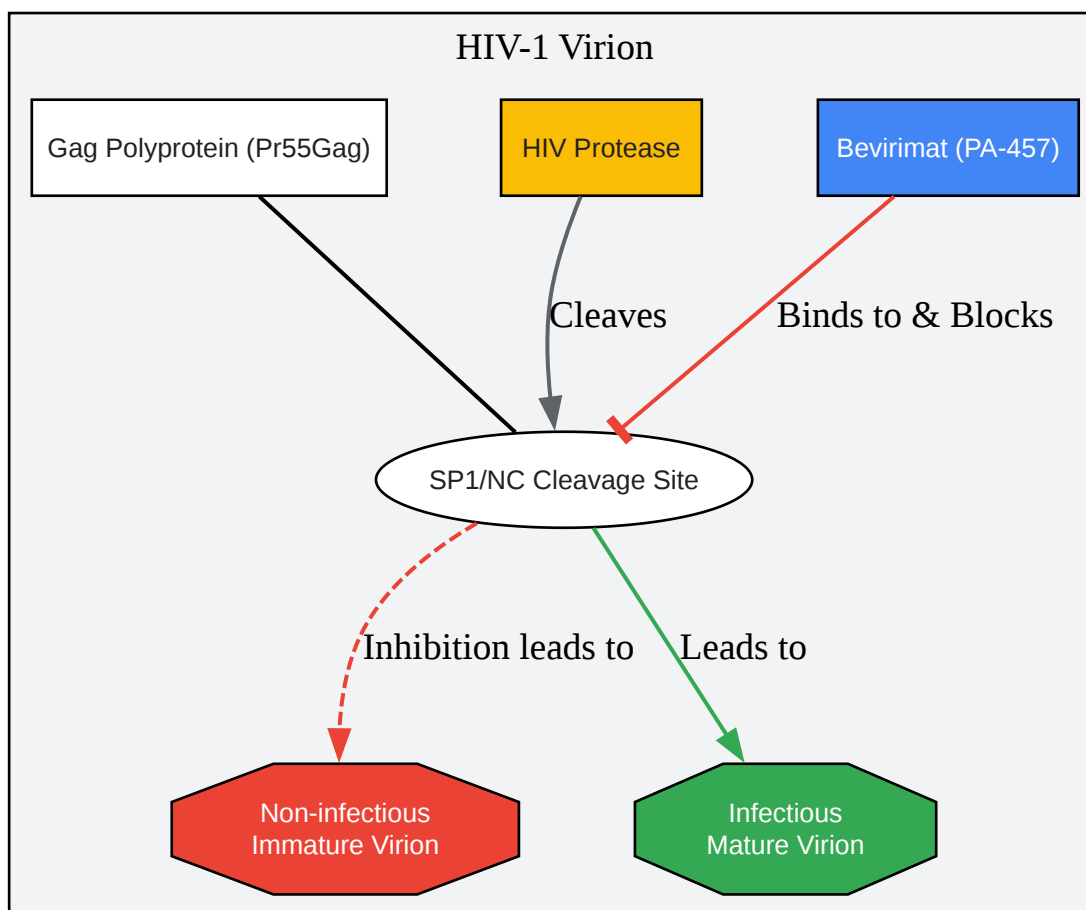 HIV-1 Virion
Gag Polyprotein (Pr55Gag)
HIV Protease
Bevirimat (PA-457)
Cleaves
Binds to & Blocks
SP1/NC Cleavage Site
Inhibition leads to
Leads to
Non-infectious
Immature Virion
Infectious
Mature Virion